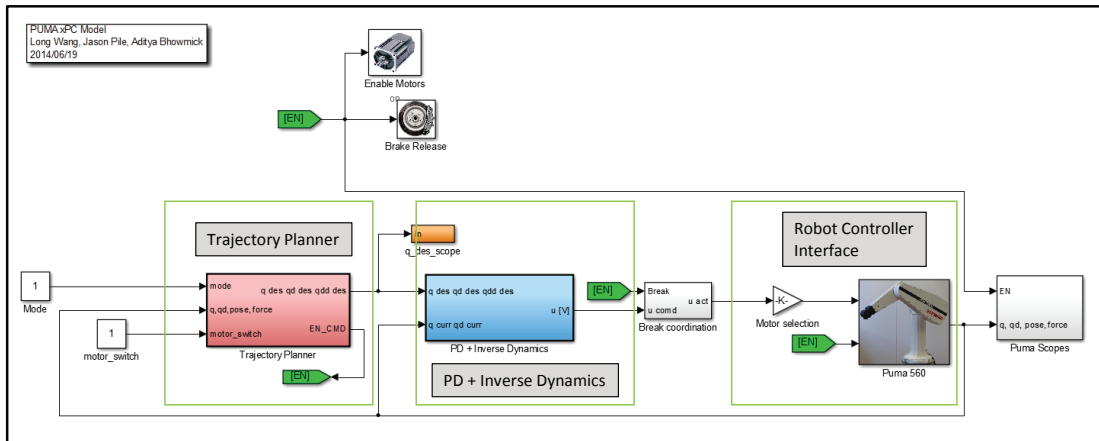 PUMA xPC Model
Long Wang, Jason Pile, Aditya Bhowmick
2014/06/19
Enable Motors
[EN]
on
Brake Release
Trajectory Planner
In
q_des_scope
Robot Controller
Interface
1
Mode
mode
q des qd des qdd des
q,qd,pose,force
EN_CMD
motor_switch
Trajectory Planner
1
motor_switch
[EN]
q des qd des qdd des
u [V]
q curr qd curr
PD + Inverse Dynamics
PD + Inverse Dynamics
[EN]
Break
u act
u comd
Break coordination
-K-
Motor selection
[EN]
Puma 560
EN
q, qd, pose,force
Puma Scopes